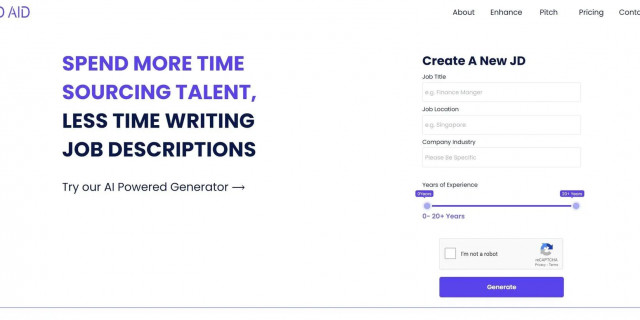 AID
About Enhance Pitch Pricing
SPEND MORE TIME
SOURCING TALENT,
LESS TIME WRITING
JOB DESCRIPTIONS
Try our AI Powered Generator →
Create A New JD
Job Title
e.g. Finance Manger
Job Location
e.g. Singapore
Company Industry
Please Be Specific
Years of Experience
0 Years 20+ Years
0- 20+ Years
I'm not a robot
reCAPTCHA
Privacy - Terms
Generate